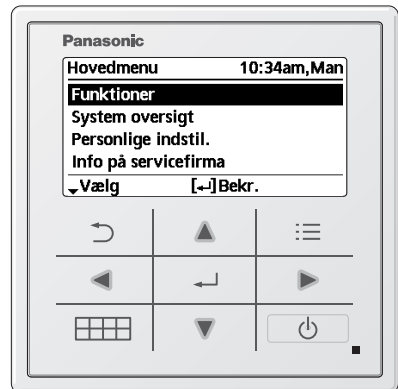 Panasonic
Hovedmenu 10:34am,Man
Funktioner
System oversigt
Personlige indstil.
Info på servicefirma
Vælg [↵]Bekr.